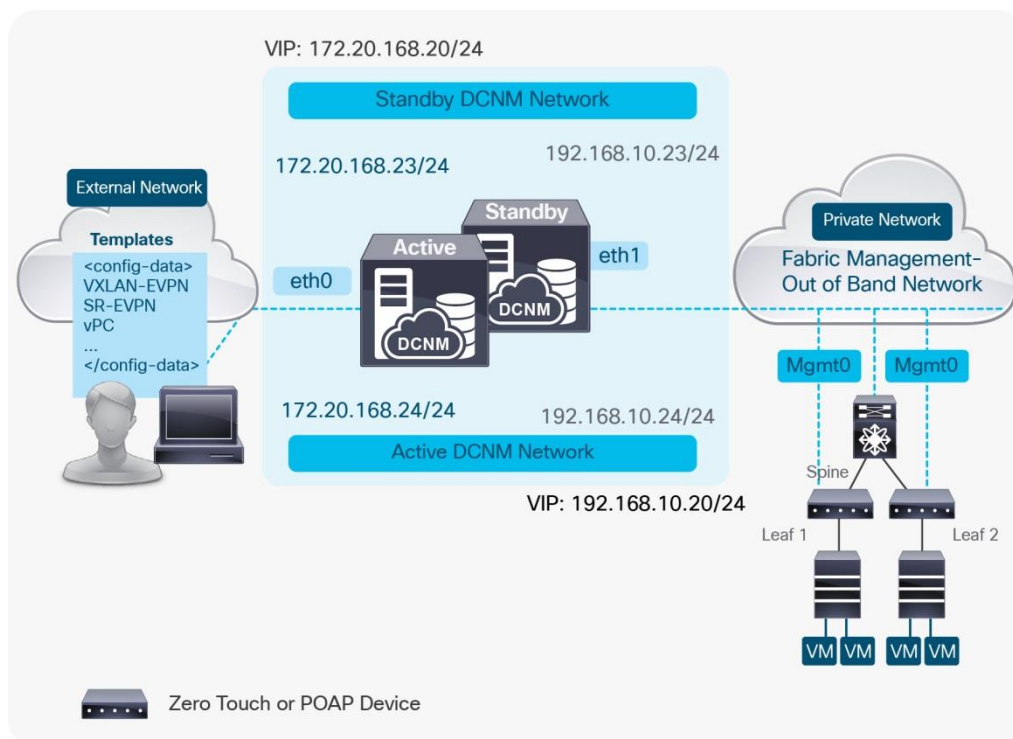 VIP: 172.20.168.20/24
Standby DCNM Network
172.20.168.23/24
192.168.10.23/24
External Network
Templates
<config-data>
VXLAN-EVPN
SR-EVPN
vPC
...
</config-data>
eth0
Active
DCNM
Standby
DCNM
eth1
Private Network
Fabric Management-
Out of Band Network
172.20.168.24/24
192.168.10.24/24
Active DCNM Network
VIP: 192.168.10.20/24
Mgmt0
Mgmt0
Spine
Leaf 1
Leaf 2
VM
VM
VM
VM
Zero Touch or POAP Device